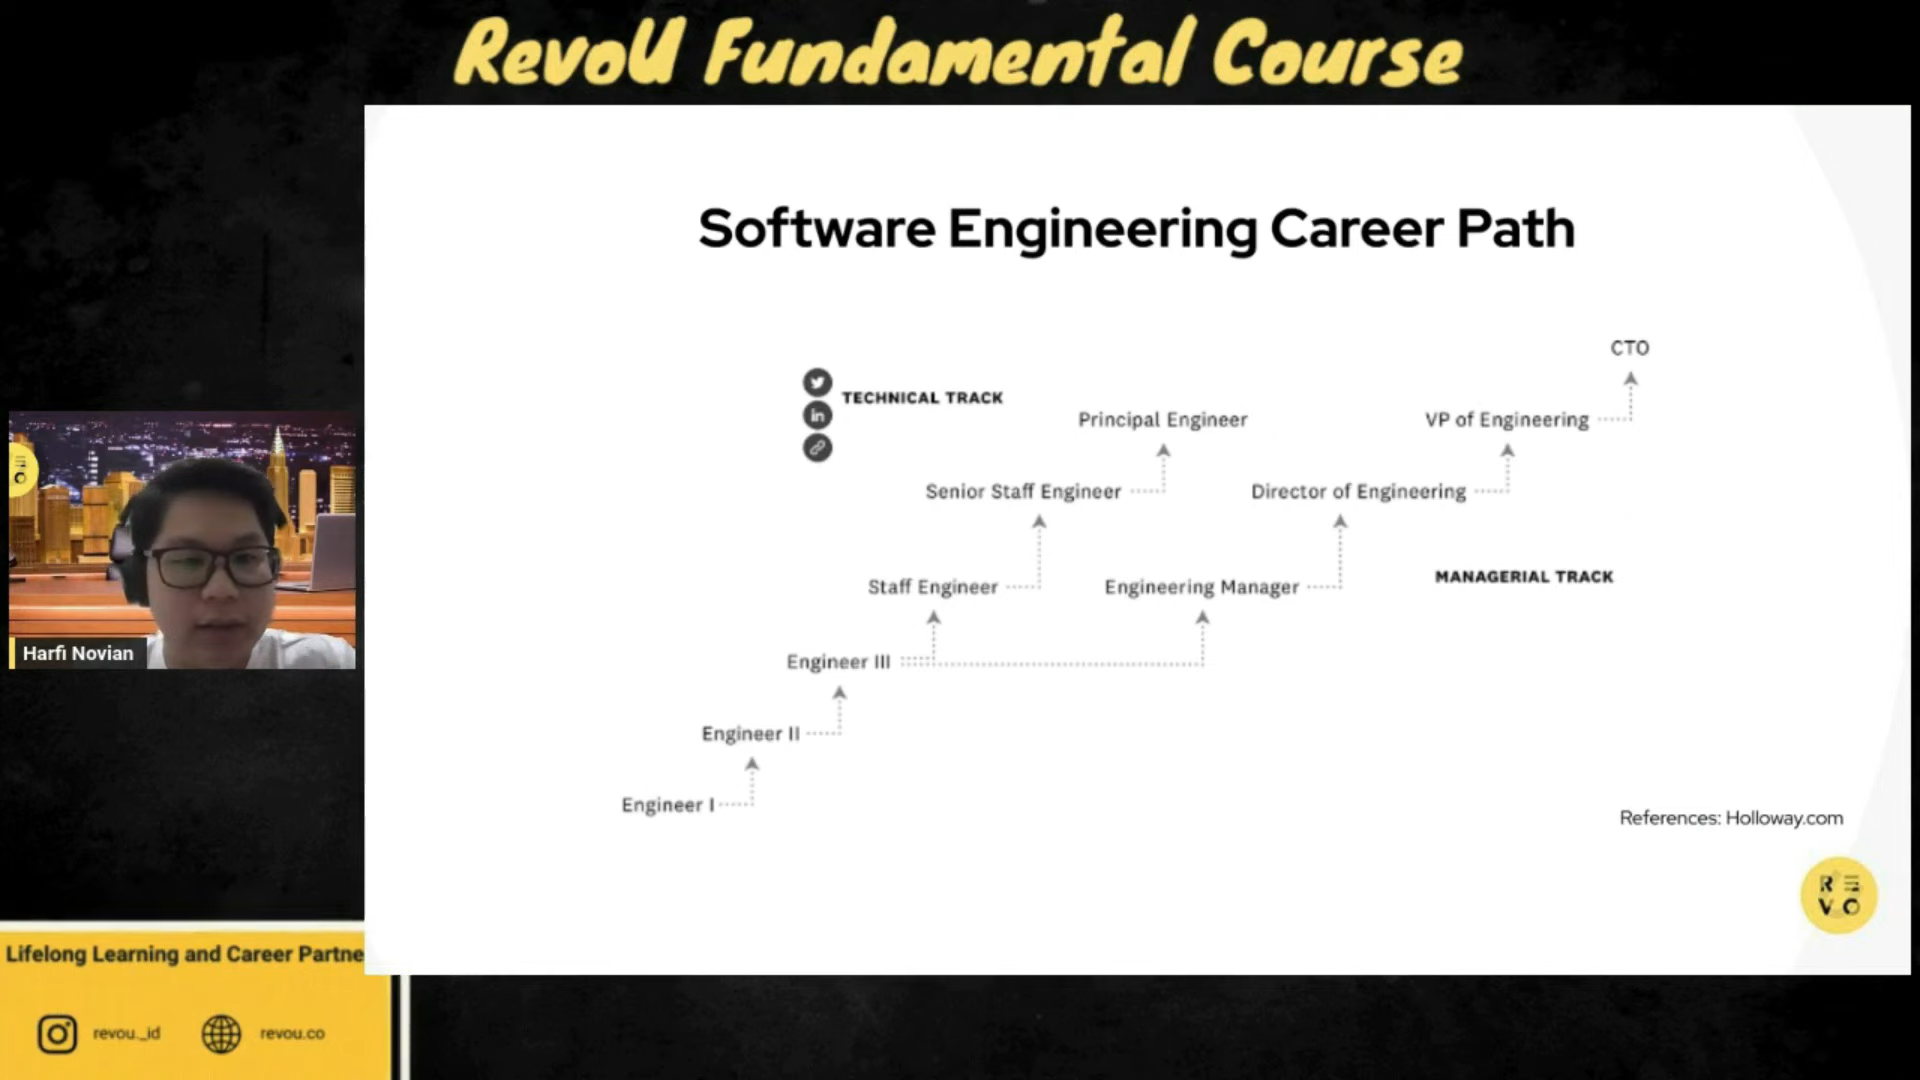 RevoU Fundamental Course
Software Engineering Career Path
CTO
TECHNICAL TRACK
Principal Engineer
VP of Engineering
Senior Staff Engineer
Director of Engineering
MANAGERIAL TRACK
Staff Engineer
Engineering Manager
Engineer III
Engineer II
Engineer I
References: Holloway.com
R
V O
Harfi Novian
Lifelong Learning and Career Partne
revou_id
revou.co
in